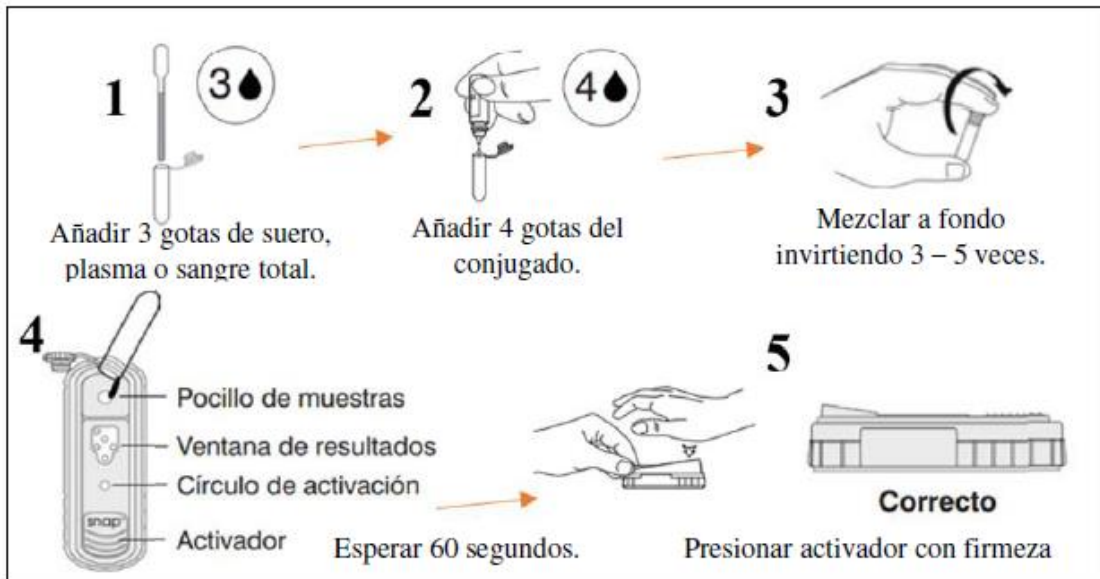 1
3
Añadir 3 gotas de suero,
plasma o sangre total.
2
4
Añadir 4 gotas del
conjugado.
3
Mezclar a fondo
invirtiendo 3 – 5 veces.
4
Pocillo de muestras
Ventana de resultados
Círculo de activación
snap
Activador
Esperar 60 segundos.
5
Correcto
Presionar activador con firmeza